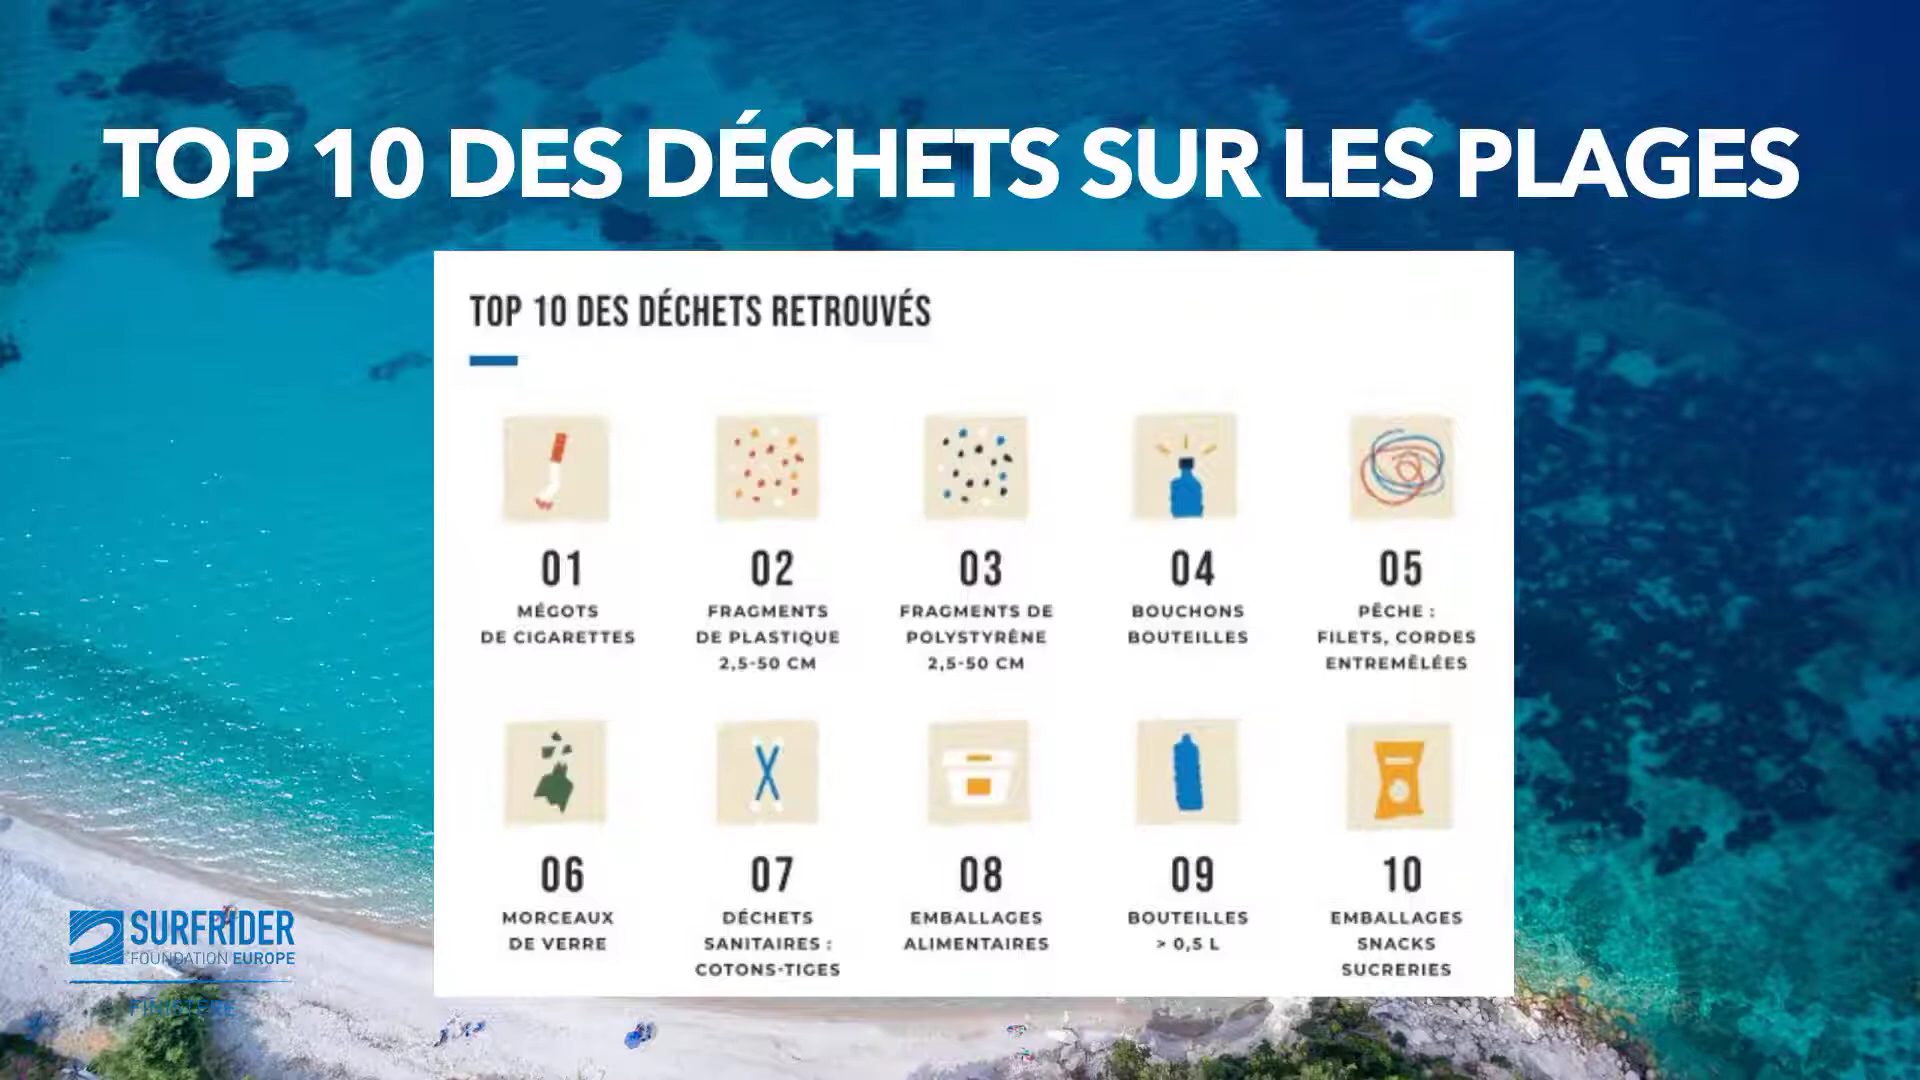 TOP 10 DES DÉCHETS SUR LES PLAGES
TOP 10 DES DÉCHETS RETROUVÉS
01
MÉGOTS
DE CIGARETTES
02
FRAGMENTS
DE PLASTIQUE
2,5-50 CM
03
FRAGMENTS DE
POLYSTYRÈNE
2,5-50 CM
04
BOUCHONS
BOUTEILLES
05
PÊCHE :
FILETS, CORDES
ENTREMÊLÉES
06
MORCEAUX
DE VERRE
07
DÉCHETS
SANITAIRES :
COTONS-TIGES
08
EMBALLAGES
ALIMENTAIRES
09
BOUTEILLES
> 0,5 L
10
EMBALLAGES
SNACKS
SUCRERIES
SURFRIDER
FOUNDATION EUROPE
FINISTÈRE